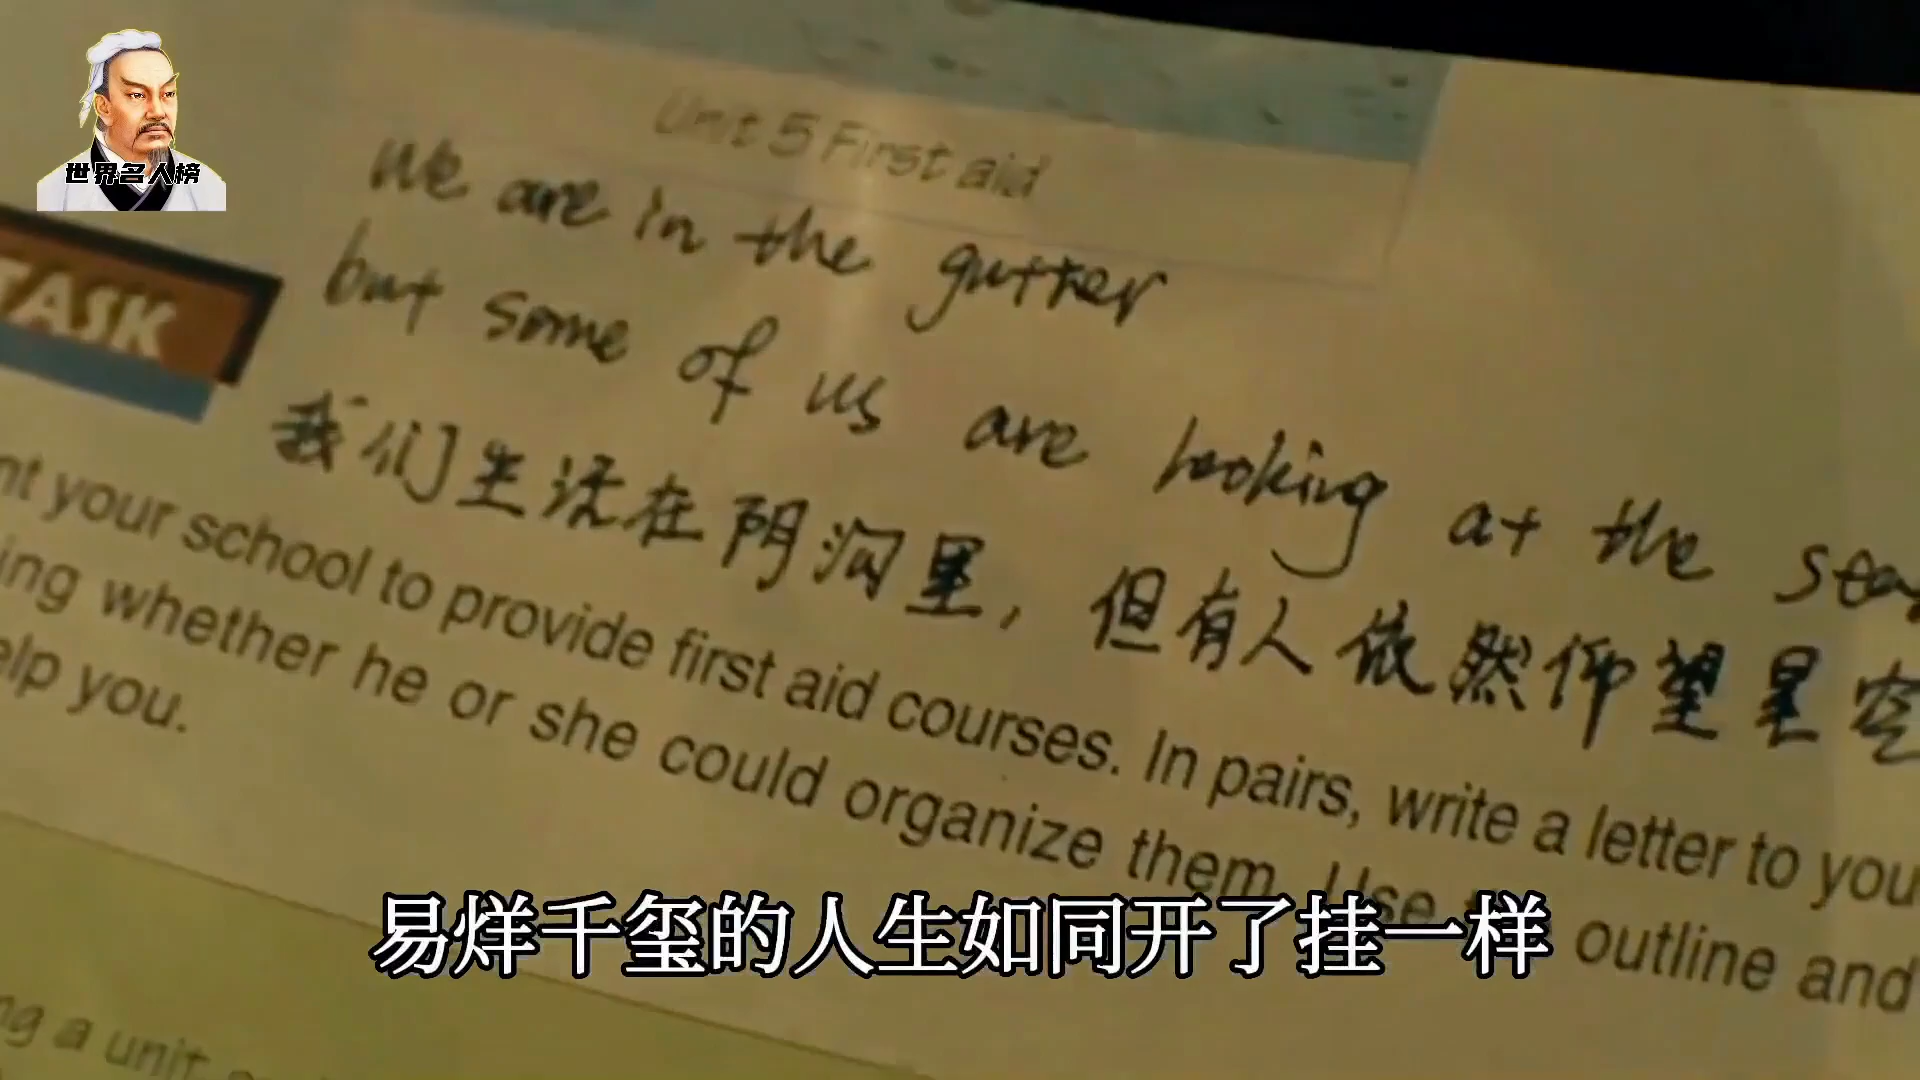 世界名人榜
Unit 5 First aid
We are in the gutter
but some of us are looking at the
TASK
我们生活在阴沟里，但有人依然仰望星空
nt your school to provide first aid courses. In pairs, write a letter to you
ing whether he or she could organize them. Use outline and
elp you.
易烊千玺的人生如同开了挂一样
ng a unit